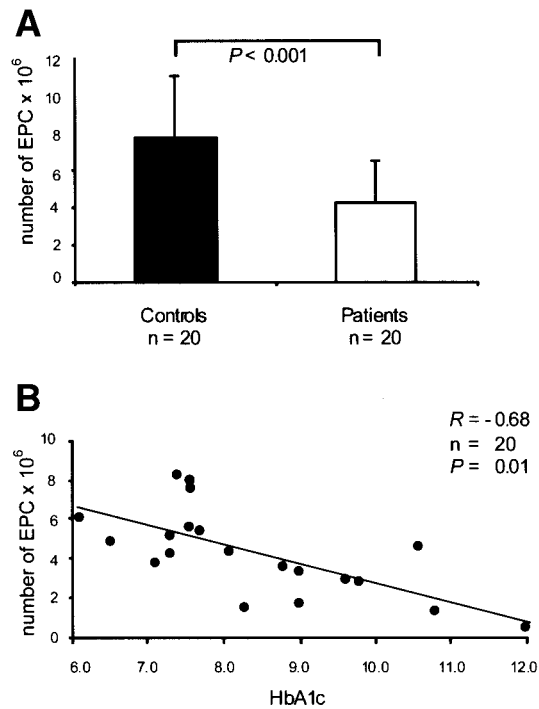 A
P < 0.001
number of EPC x 10⁶
12
10
8
6
4
2
0
Controls
n = 20
Patients
n = 20
B
R = -0.68
n = 20
P = 0.01
number of EPC x 10⁶
10
8
6
4
2
0
6.0 7.0 8.0 9.0 10.0 11.0 12.0
HbA1c